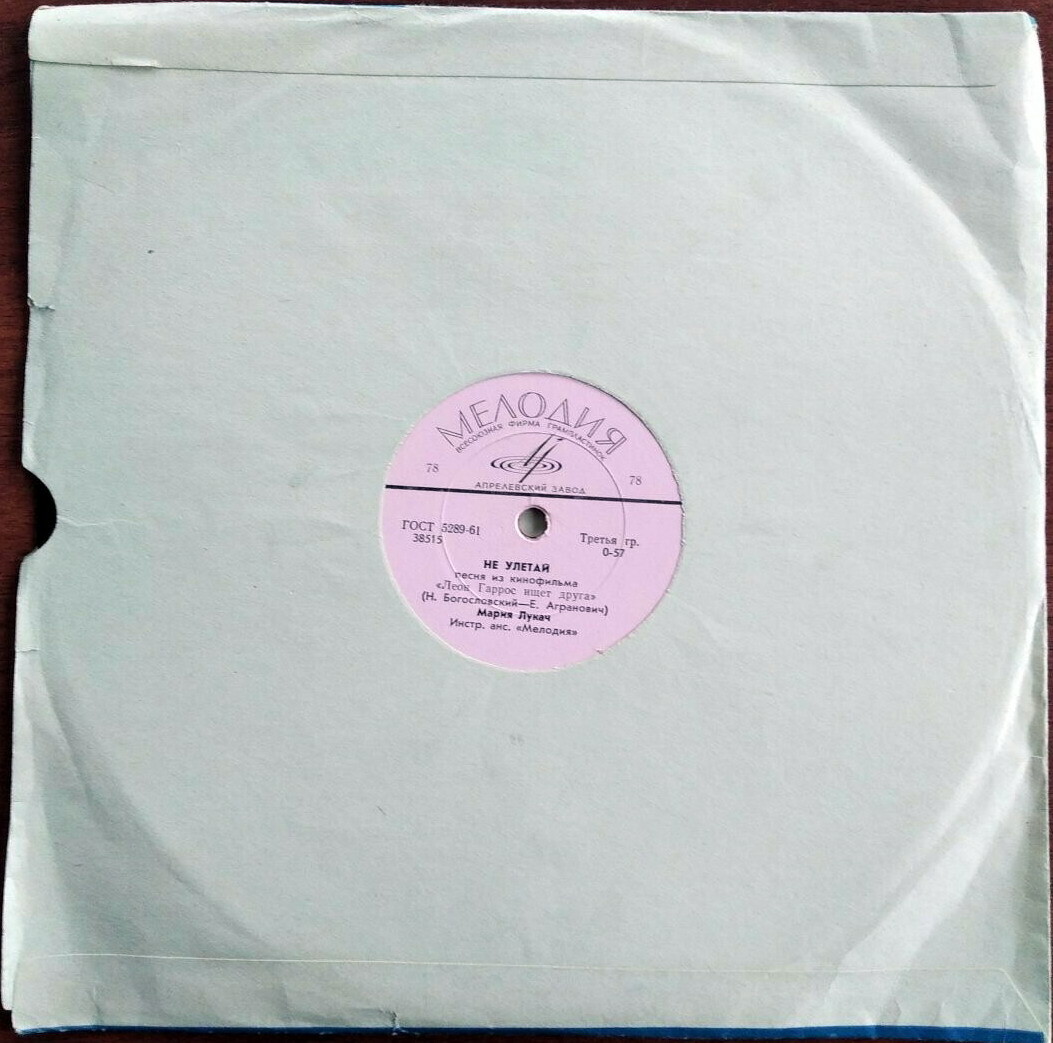 МЕЛОДИЯ
ВСЕСОЮЗНАЯ ФИРМА ГРАМПЛАСТИНОК
78 78
АПРЕЛЕВСКИЙ ЗАВОД
ГОСТ 5289-61
38515
Третья гр.
0-57
НЕ УЛЕТАЙ
песня из кинофильма
«Леон Гаррос ищет друга»
(Н. Богословский—Е. Агранович)
Мария Лукач
Инстр. анс. «Мелодия»